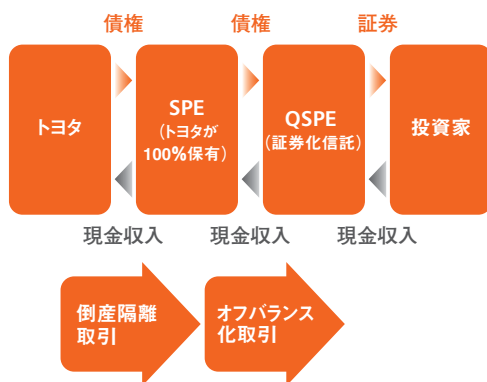 債権
債権
証券
トヨタ
SPE
(トヨタが
100%保有)
QSPE
(証券化信託)
投資家
現金収入
現金収入
現金収入
倒産隔離
取引
オフバランス
化取引